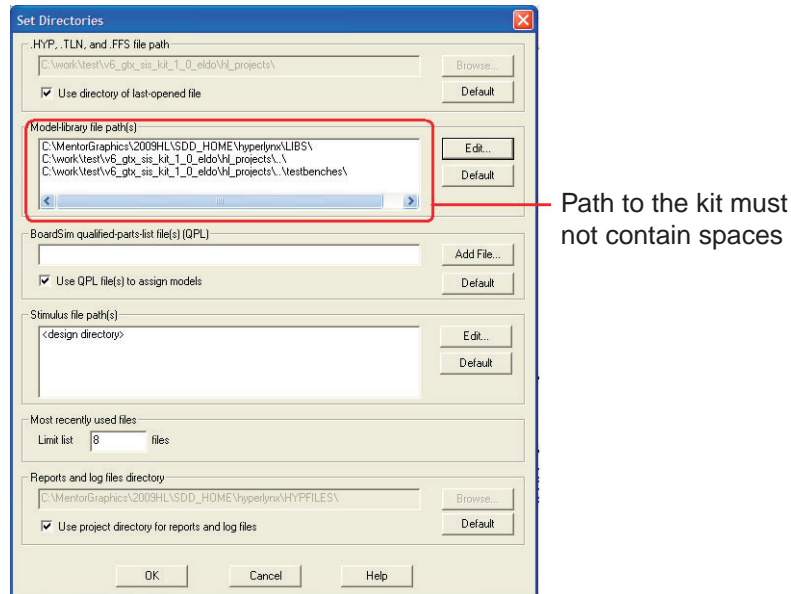 Set Directories
.HYP, .TLN, and .FFS file path
C:\work\test\v6_gtx_sis_kit_1_0_eldo\hl_projects\
Browse...
Use directory of last-opened file
Default
Model-library file path(s)
C:\MentorGraphics\2009HL\SDD_HOME\hyperlynx\LIBS\
C:\work\test\v6_gtx_sis_kit_1_0_eldo\hl_projects\..\
C:\work\test\v6_gtx_sis_kit_1_0_eldo\hl_projects\..\testbenches\
Edit...
Default
Path to the kit must
not contain spaces
BoardSim qualified-parts-list file(s) (QPL)
Add File...
Use QPL file(s) to assign models
Default
Stimulus file path(s)
<design directory>
Edit...
Default
Most recently used files
Limit list 8 files
Reports and log files directory
C:\MentorGraphics\2009HL\SDD_HOME\hyperlynx\HYPFILES\
Browse...
Use project directory for reports and log files
Default
OK Cancel Help